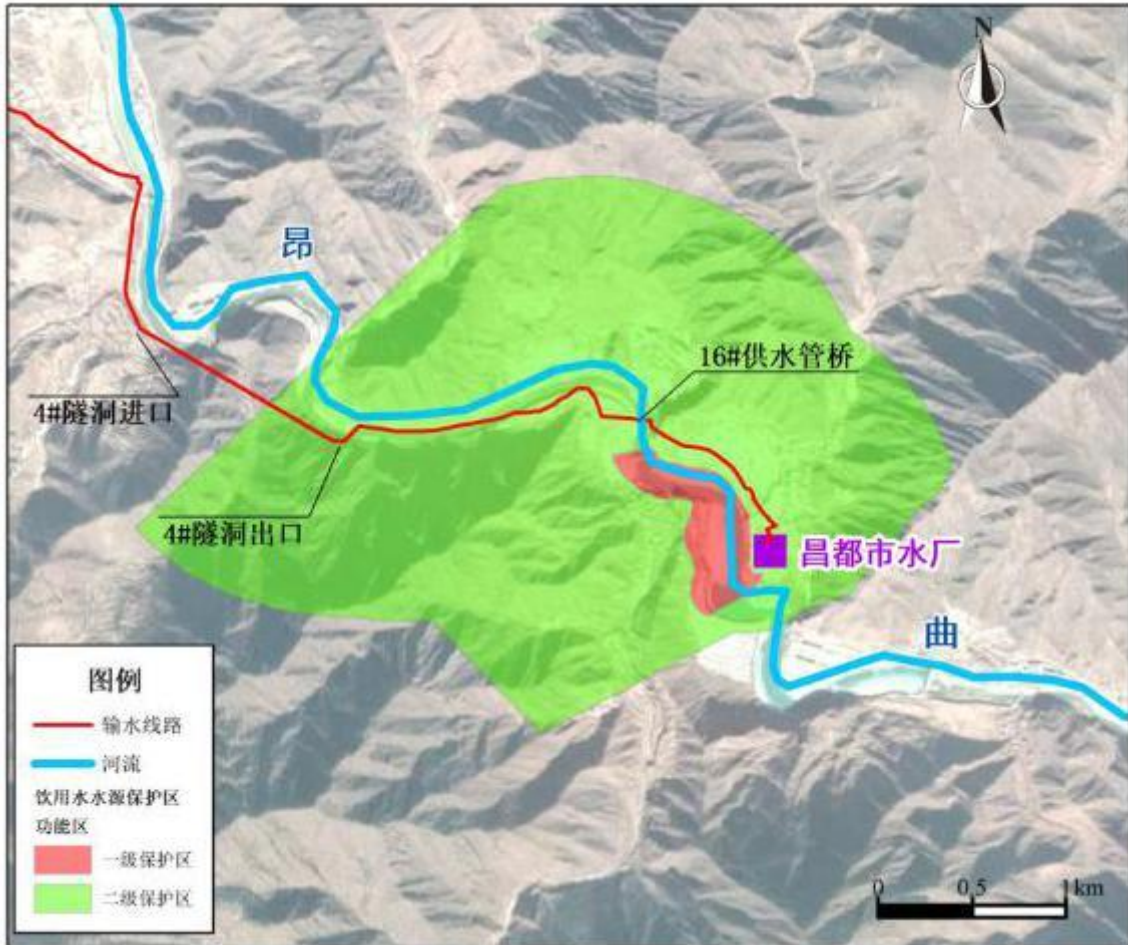 N
昂
16#供水管桥
4#隧洞进口
4#隧洞出口
昌都市水厂
曲
图例
输水线路
河流
饮用水水源保护区
功能区
一级保护区
二级保护区
0 0.5 1km